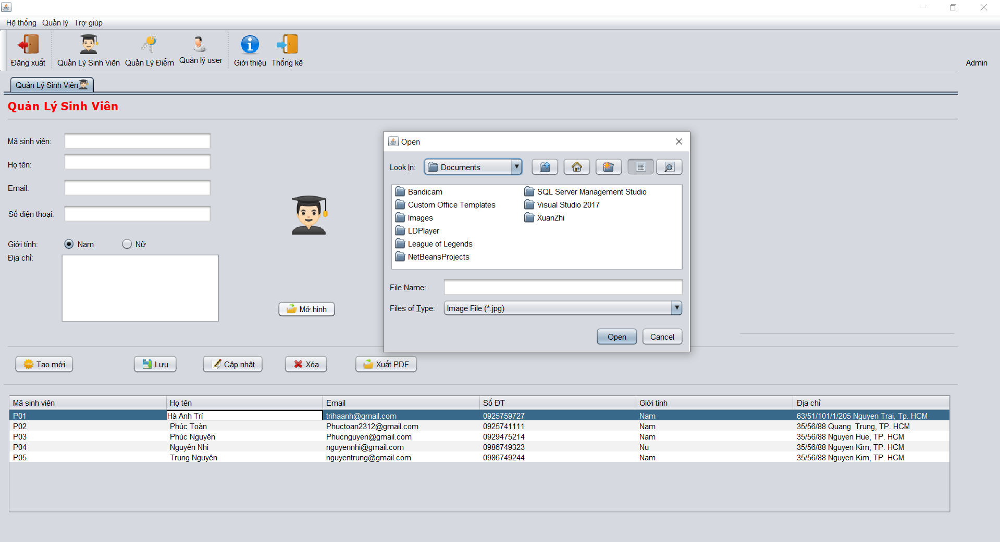 Hệ thống Quản lý Trợ giúp
Đăng xuất Quản Lý Sinh Viên Quản Lý Điểm Quản lý user Giới thiệu Thống kê Admin
Quản Lý Sinh Viên
Quản Lý Sinh Viên
Mã sinh viên:
Họ tên:
Email:
Số điện thoại:
Giới tính: Nam Nữ
Địa chỉ:
Mở hình
Open
Look In: Documents
Bandicam
Custom Office Templates
Images
LDPlayer
League of Legends
NetBeansProjects
SQL Server Management Studio
Visual Studio 2017
XuanZhi
File Name:
Files of Type: Image File (*.jpg)
Open Cancel
Tạo mới Lưu Cập nhật Xóa Xuất PDF
Mã sinh viên Họ tên Email Số ĐT Giới tính Địa chỉ
P01 Hà Anh Trí trihaanh@gmail.com 0925759727 Nam 63/51/101/1/205 Nguyen Trai, Tp. HCM
P02 Phúc Toàn Phuctoan2312@gmail.com 0925741111 Nam 35/56/88 Quang Trung, TP. HCM
P03 Phúc Nguyên Phucnguyen@gmail.com 0929475214 Nam 35/56/88 Nguyen Hue, TP. HCM
P04 Nguyên Nhi nguyennhi@gmail.com 0986749323 Nu 35/56/88 Nguyen Kim, TP. HCM
P05 Trung Nguyên nguyentrung@gmail.com 0986749244 Nam 35/56/88 Nguyen Kim, TP. HCM